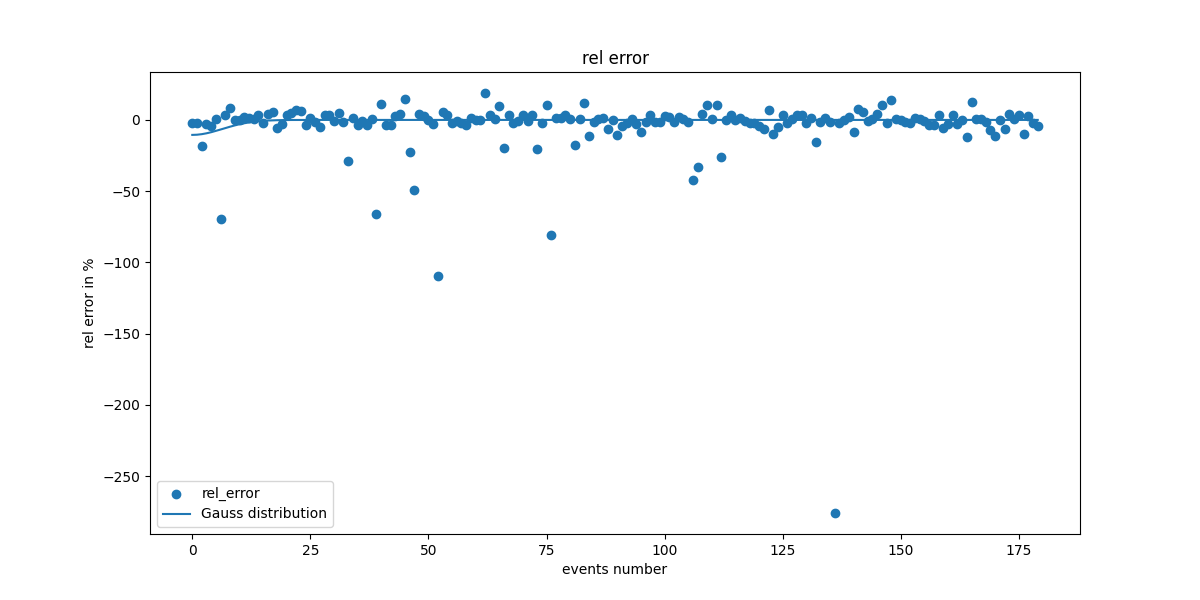 rel error
rel error in %
0
−50
−100
−150
−200
−250
rel_error
Gauss distribution
0
25
50
75
100
125
150
175
events number